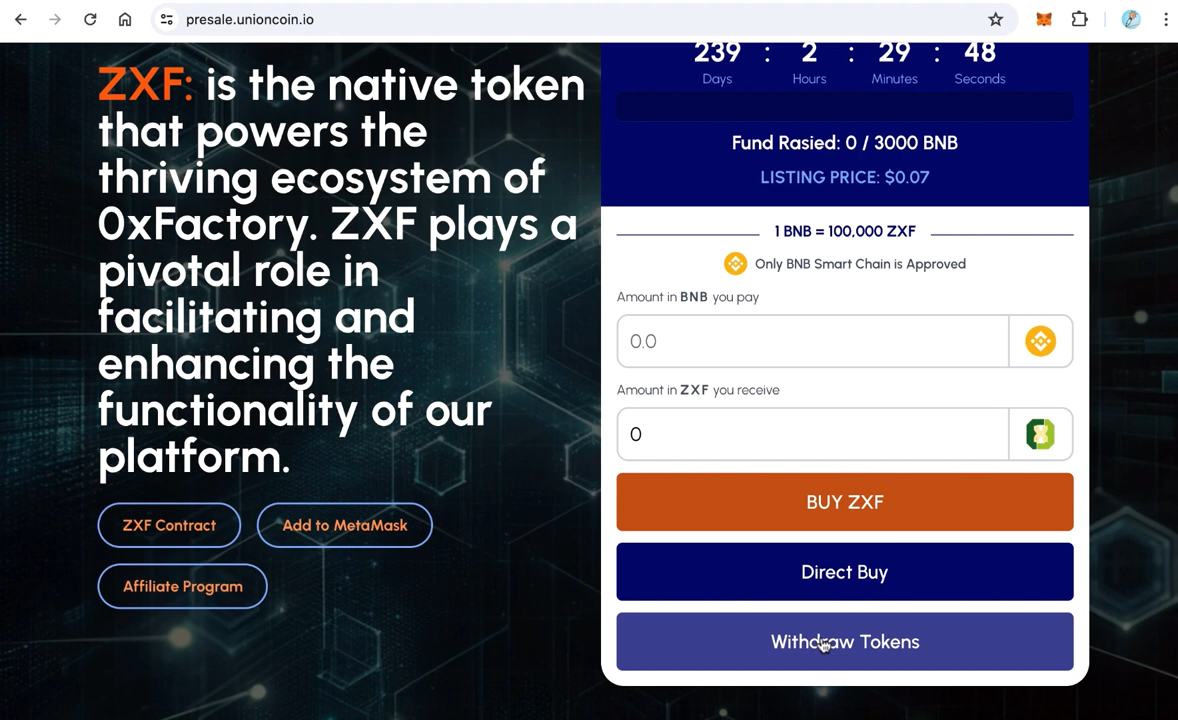 presale.unioncoin.io
ZXF: is the native token
that powers the
thriving ecosystem of
0xFactory. ZXF plays a
pivotal role in
facilitating and
enhancing the
functionality of our
platform.
ZXF Contract
Add to MetaMask
Affiliate Program
239 : 2 : 29 : 48
Days Hours Minutes Seconds
Fund Rasied: 0 / 3000 BNB
LISTING PRICE: $0.07
1 BNB = 100,000 ZXF
Only BNB Smart Chain is Approved
Amount in BNB you pay
0.0
Amount in ZXF you receive
0
BUY ZXF
Direct Buy
Withdraw Tokens